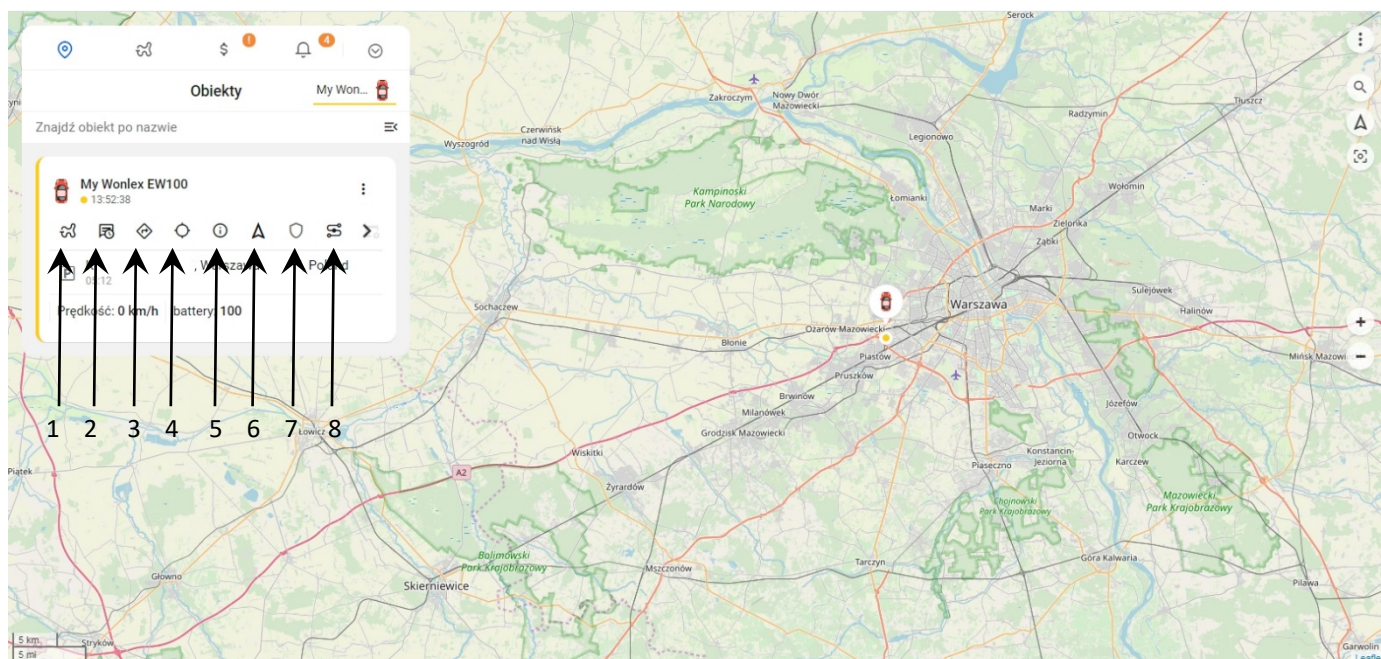 ! 4
Obiekty My Won...
Znajdź obiekt po nazwie
My Wonlex EW100
13:52:38
, Warszawa Poland
Prędkość: 0 km/h battery: 100
1 2 3 4 5 6 7 8
Serock
Zakroczym
Nowy Dwór
Mazowiecki
Tłuszcz
Radzymin
Czerwińsk
nad Wisłą
Wyszogród
Legionowo
Kampinoski
Park Narodowy
Łomianki
Wołomin
Marki
Zielonka
Ząbki
Sochaczew
Warszawa
Sulejówek
Halinów
Ożarów Mazowiecki
Błonie
Piastów
Mińsk Mazowi
Pruszków
Brwinów
Milanówek
Józefów
Grodzisk Mazowiecki
Łowicz
Wiskitki
Otwock
Konstancin-
Jeziorna
Piaseczno
Karczew
Piątek
A2
Żyrardów
Chojnowski
Park Krajobrazowy
Mazowiecki
Park Krajobrazowy
Bolimowski
Park Krajobrazowy
Mszczonów
Tarczyn
Góra Kalwaria
Głowno
Skierniewice
Pilawa
5 km
5 mi
Stryków
Garwolin